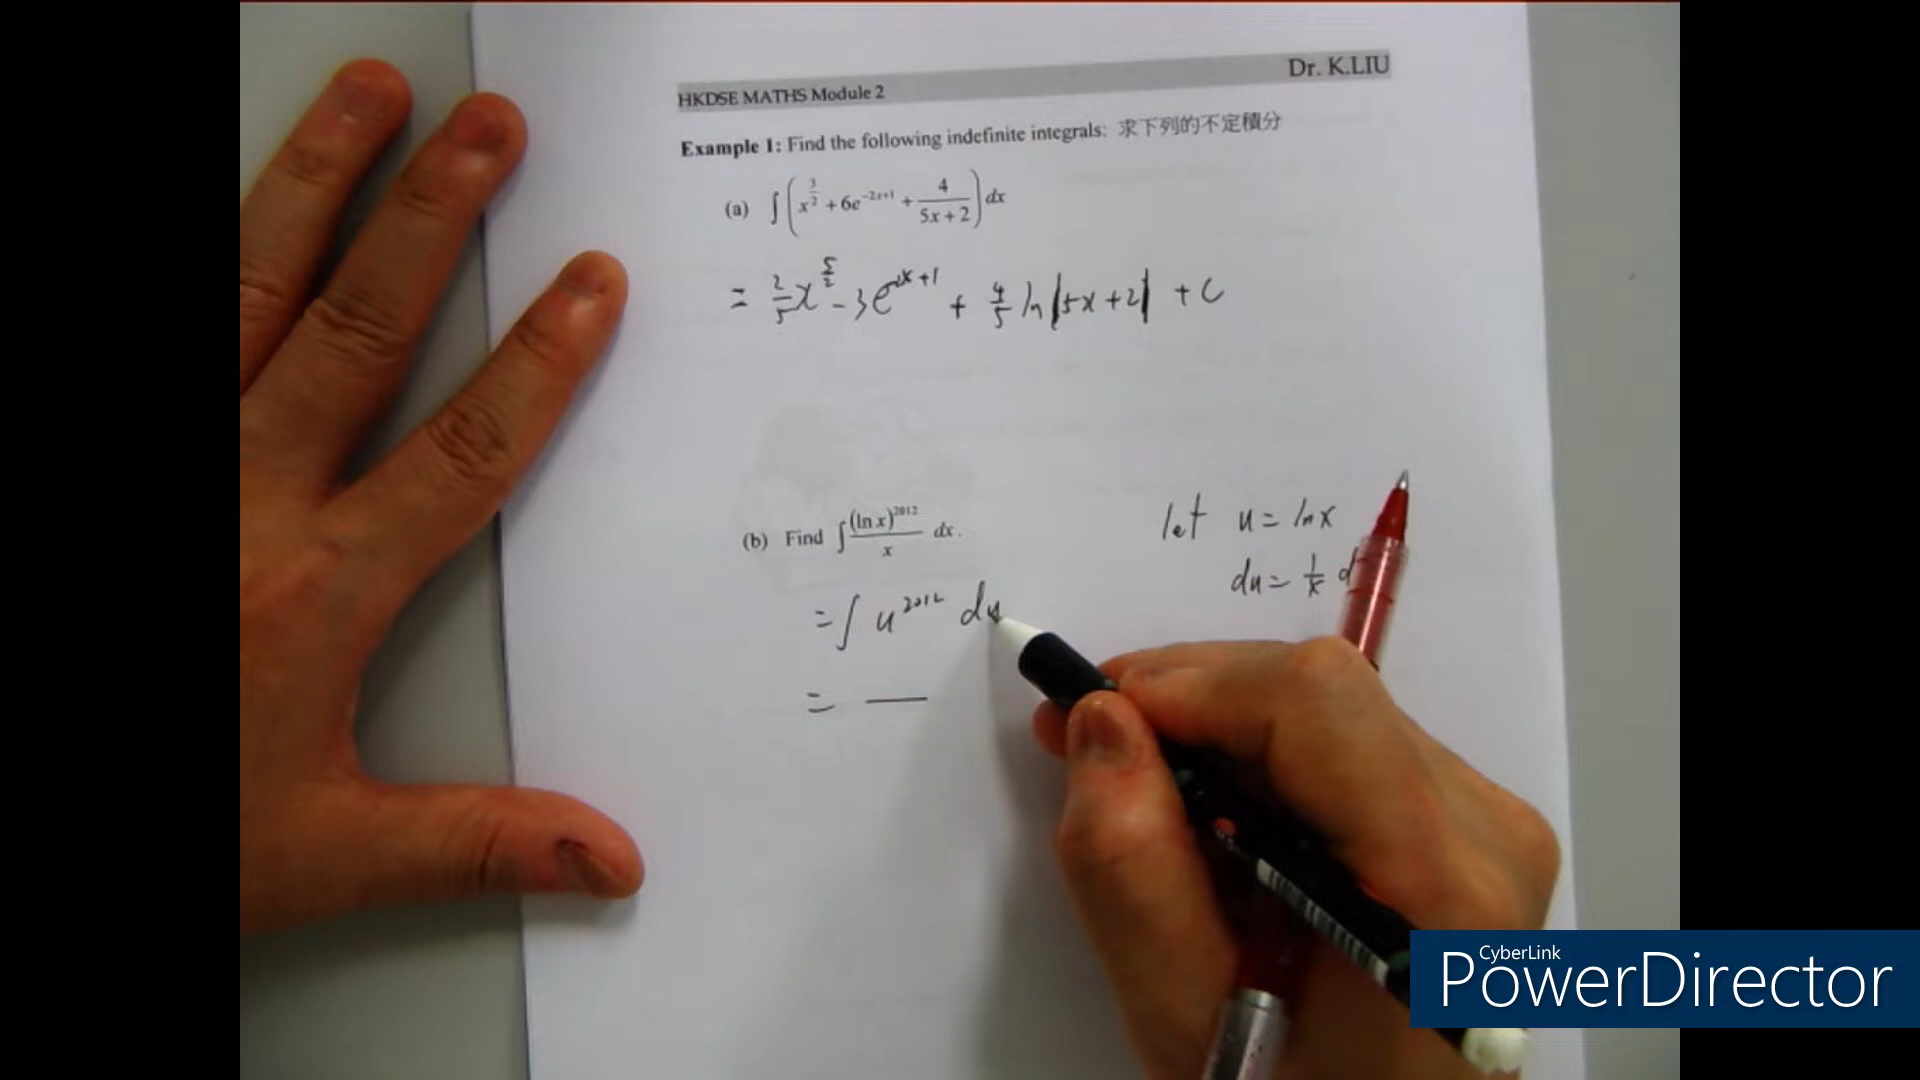 Dr. K.LIU
HKDSE MATHS Module 2
Example 1: Find the following indefinite integrals: 求下列的不定積分
(a) ∫(x^{3/2} + 6e^{-2x+1} + 4/(5x+2)) dx
= 2/5 x^{5/2} - 3e^{-2x+1} + 4/5 ln|5x+2| + C
(b) Find ∫ (ln x)^{2012}/x dx.
let u = ln x
du = 1/x d
= ∫ u^{2012} du
= —
CyberLink
PowerDirector